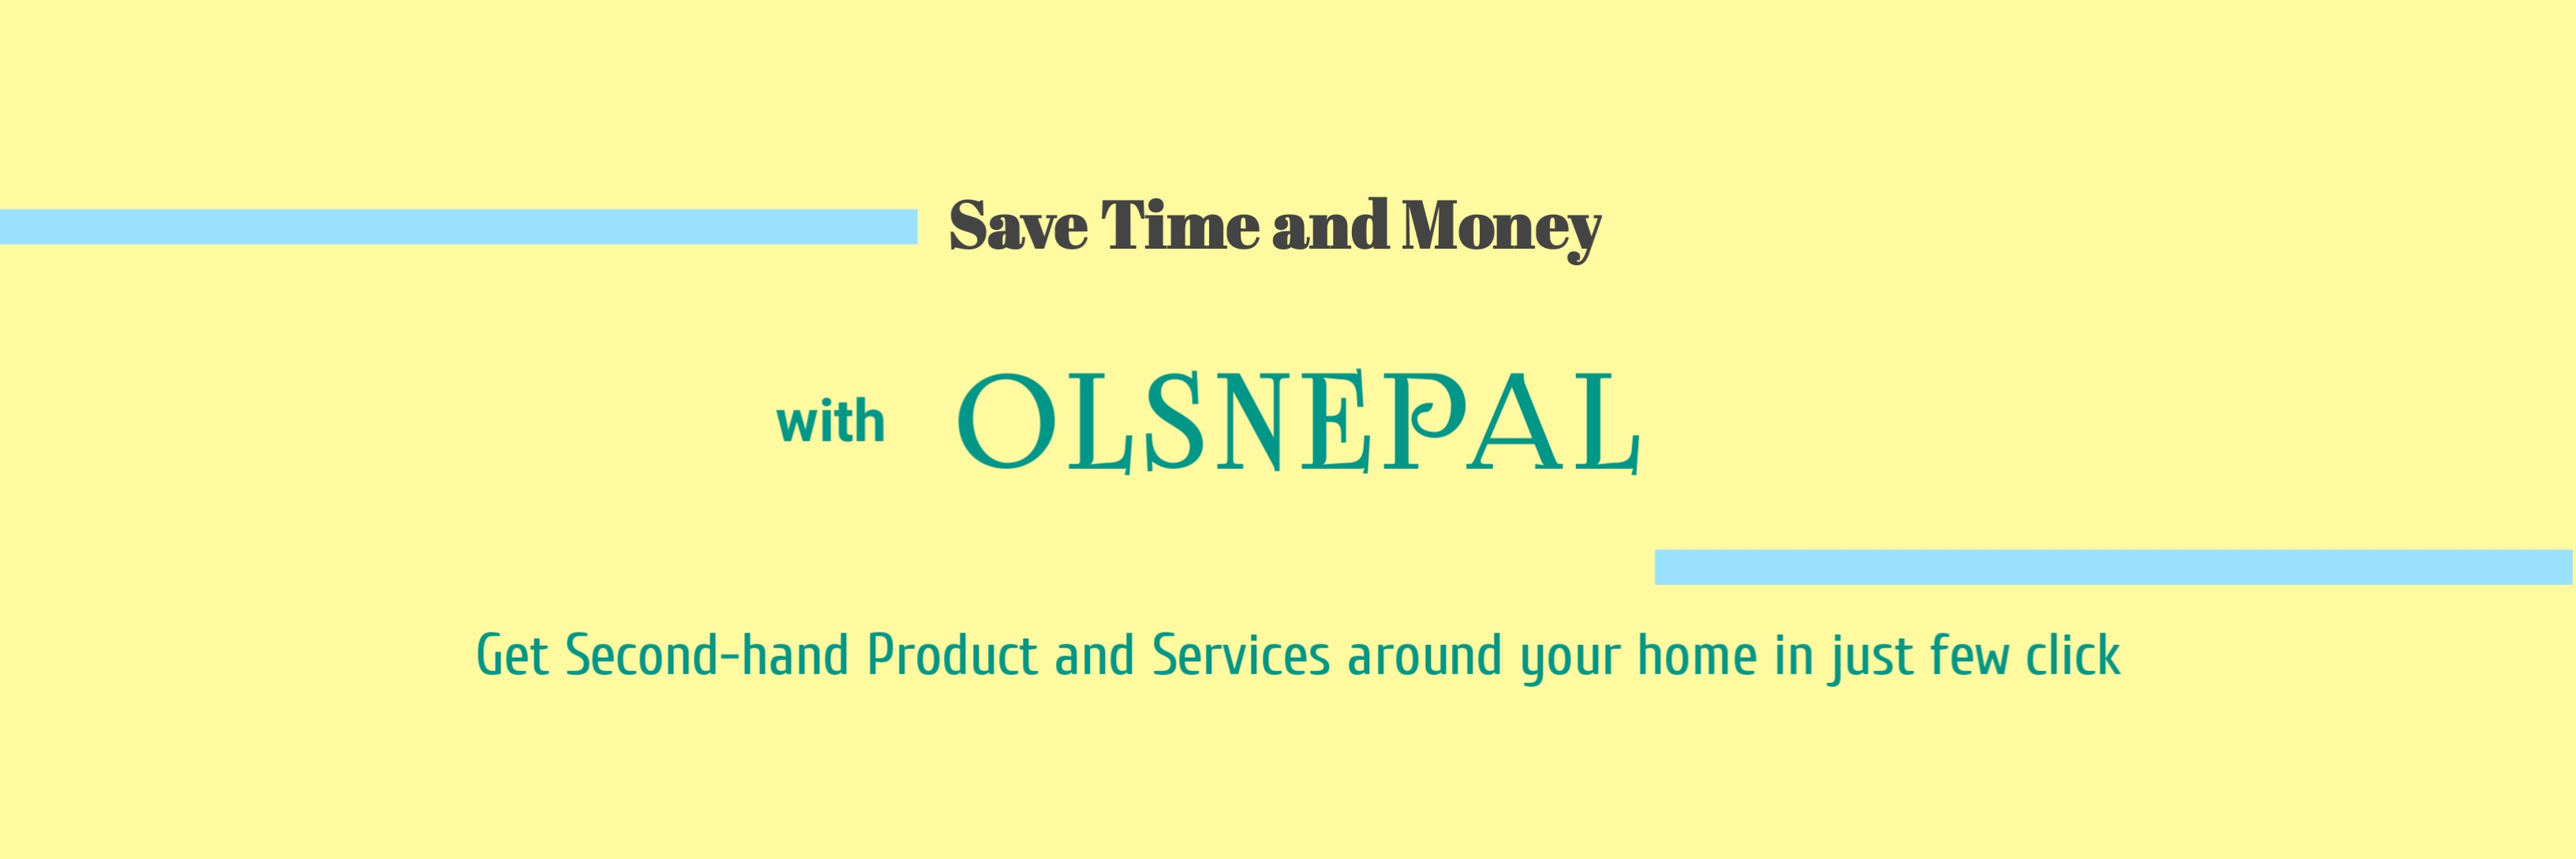 Save Time and Money
with OLSNEPAL
Get Second-hand Product and Services around your home in just few click